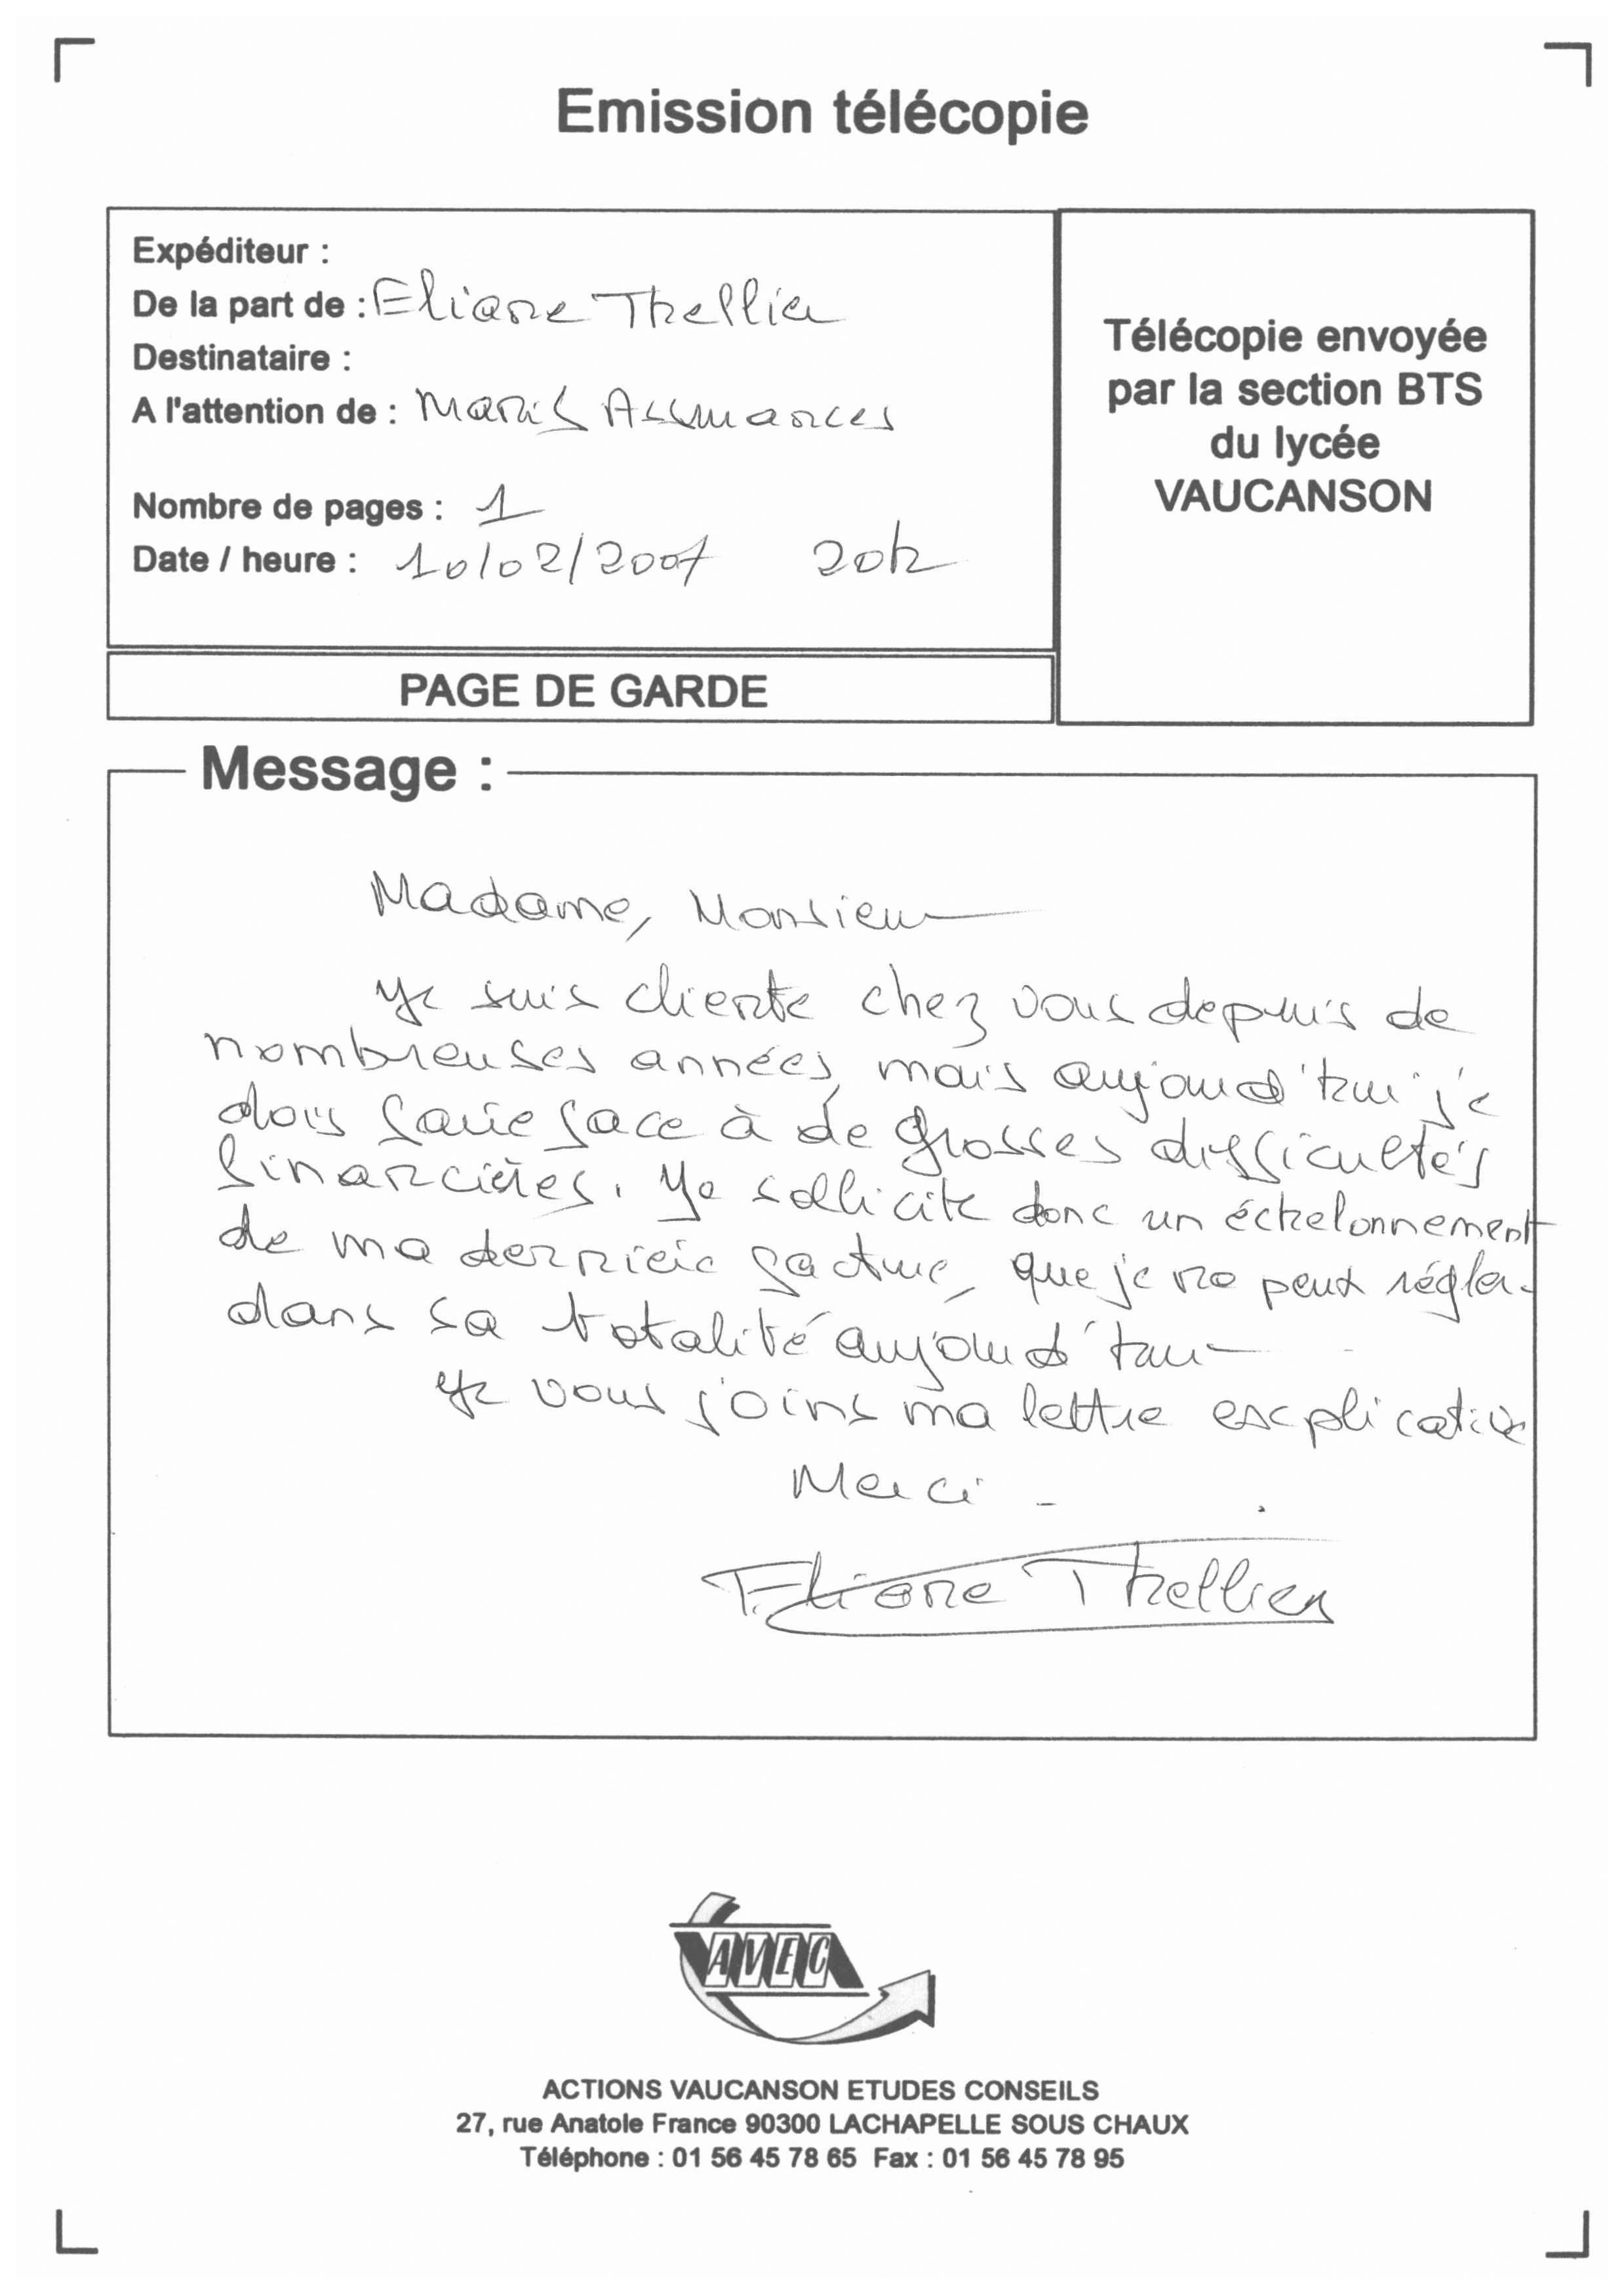 Emission télécopie
Expéditeur :
De la part de : Eliane Thellier
Destinataire :
A l'attention de : Assurances
Nombre de pages : 1
Date / heure : 10/02/2007 20h
Télécopie envoyée
par la section BTS
du lycée
VAUCANSON
PAGE DE GARDE
Message :
Madame, Monsieur
Je suis cliente chez vous depuis de
nombreuses années, mais aujourd'hui je
dois faire face à de grosses difficultés
financières. Je sollicite donc un échelonnement
de ma dernière facture, que je ne peux régler
dans sa totalité aujourd'hui
Je vous joins ma lettre explicative
Merci -
Eliane Thellier
AVEC
ACTIONS VAUCANSON ETUDES CONSEILS
27, rue Anatole France 90300 LACHAPELLE SOUS CHAUX
Téléphone : 01 56 45 78 65 Fax : 01 56 45 78 95